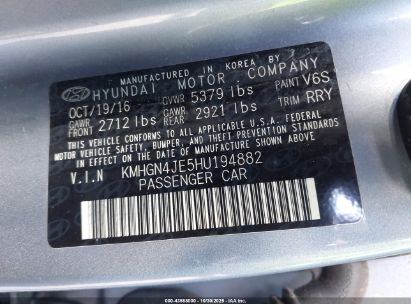 MANUFACTURED IN KOREA BY
HYUNDAI MOTOR COMPANY
OCT/19/16 GVWR 5379 lbs PAINT V6S
GAWR FRONT 2712 lbs GAWR REAR 2921 lbs TRIM RRY
THIS VEHICLE CONFORMS TO ALL APPLICABLE U.S. FEDERAL MOTOR
VEHICLE SAFETY, BUMPER, AND THEFT PREVENTION STANDARDS
IN EFFECT ON THE DATE OF MANUFACTURE SHOWN ABOVE.
V.I.N KMHGN4JE5HU194882
PASSENGER CAR